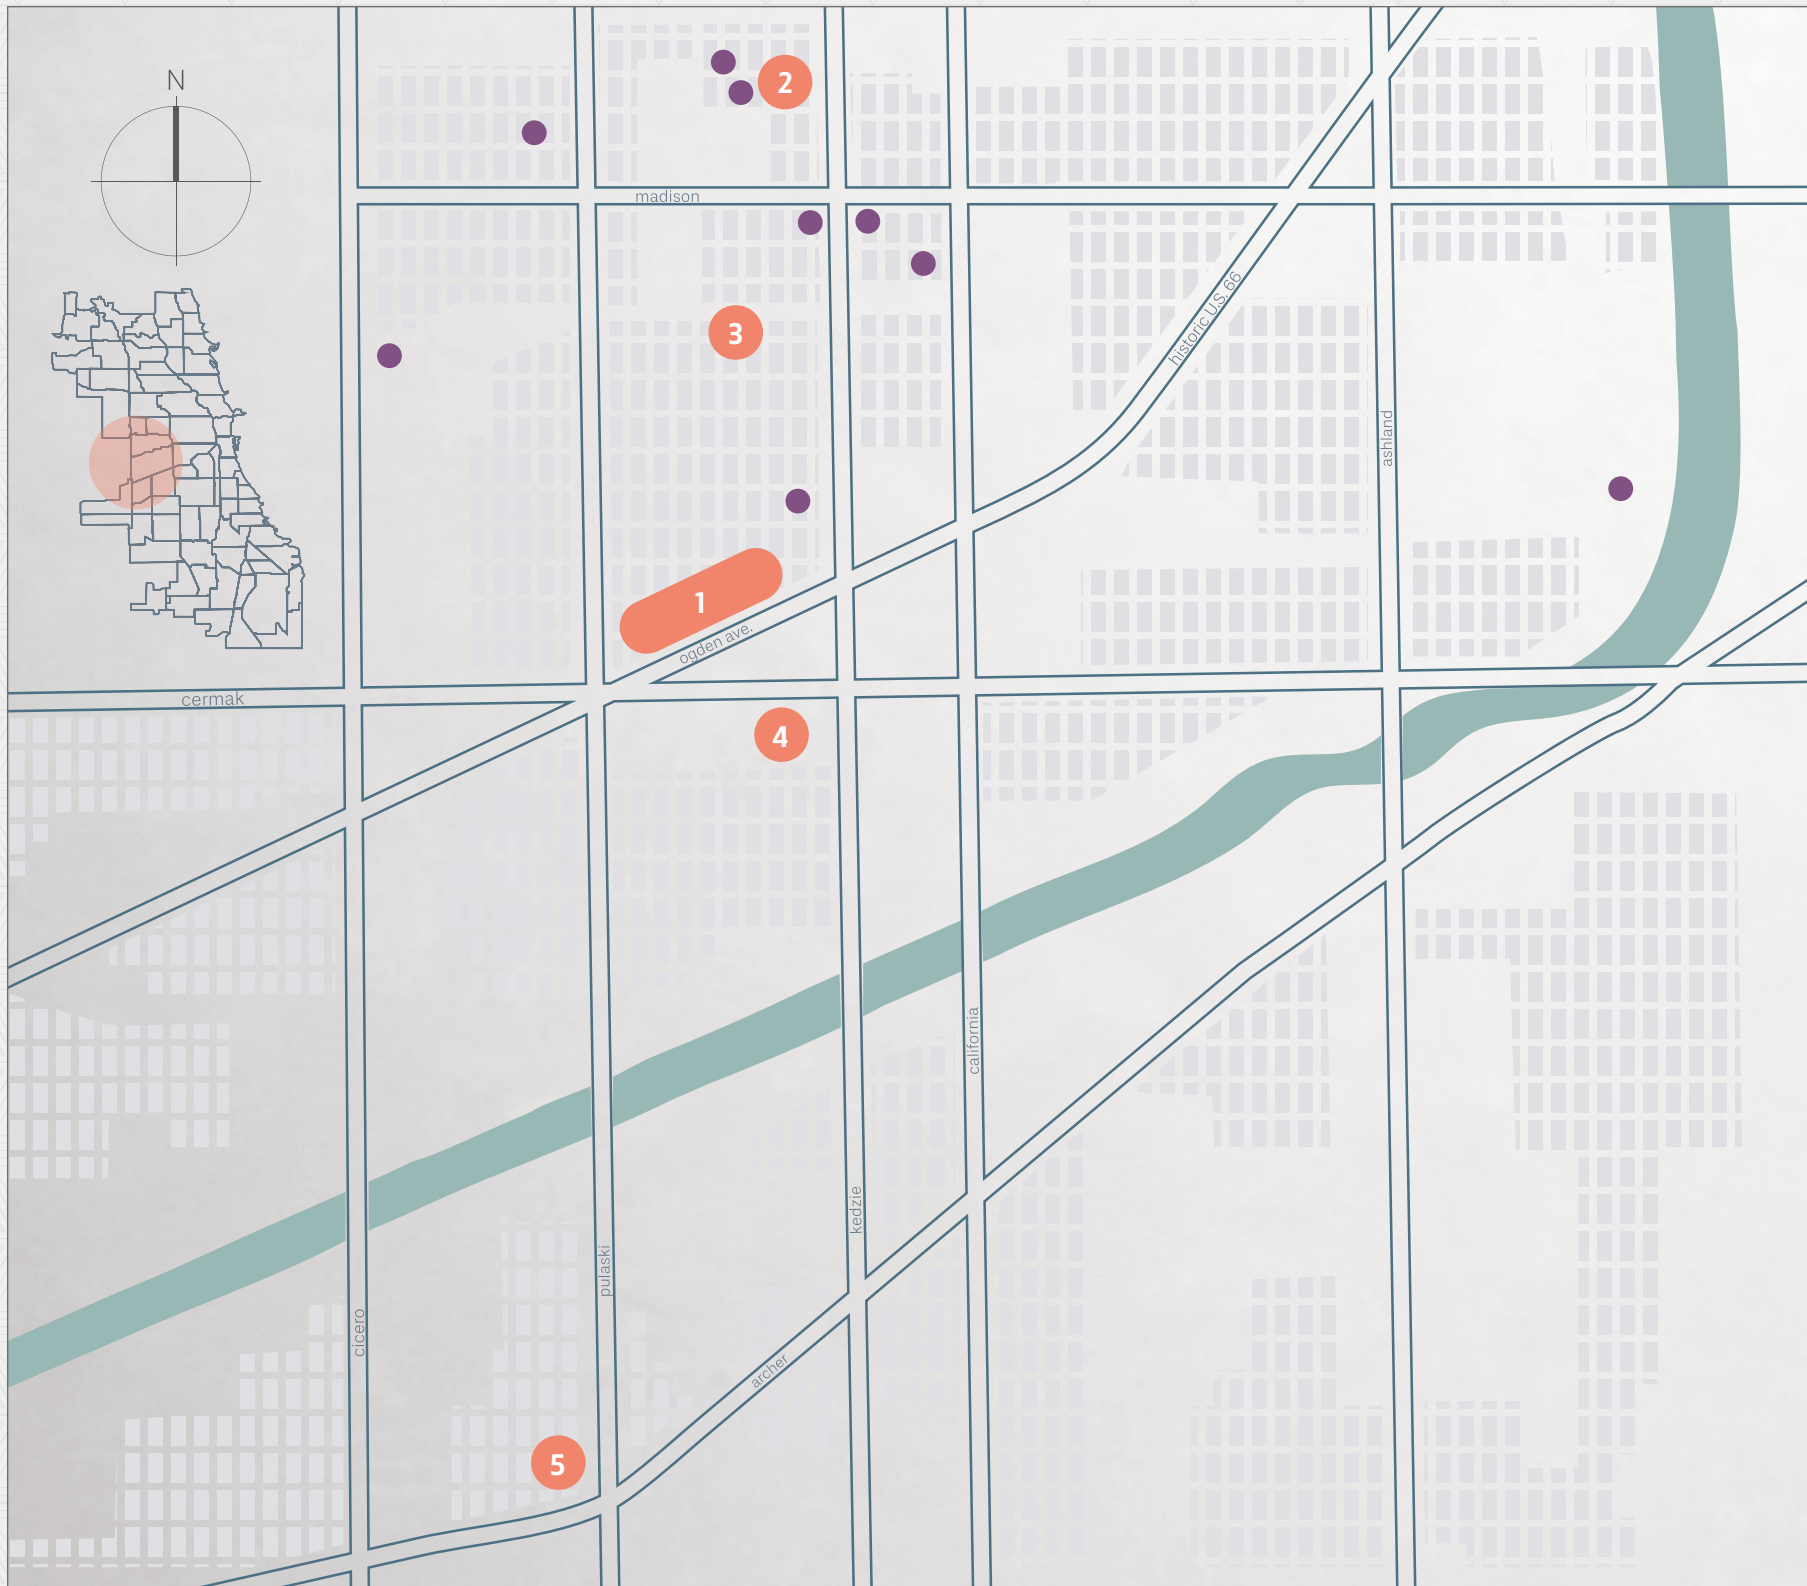 N
2
madison
3
historic U.S. 66
ashland
1
ogden ave.
cermak
4
california
kedzie
pulaski
cicero
archer
5